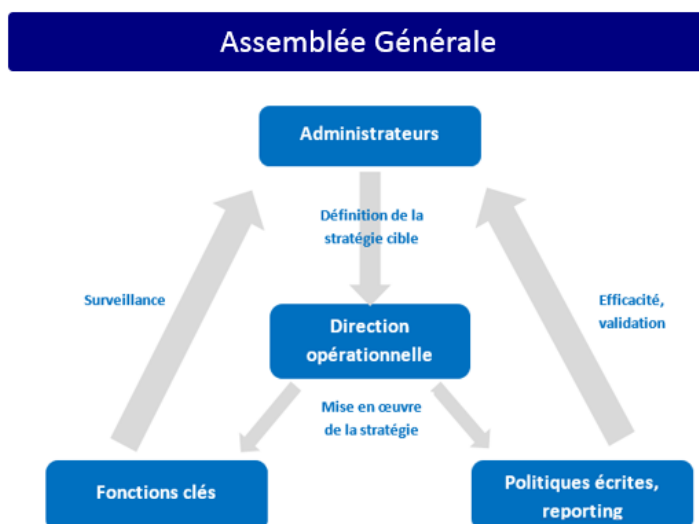 Assemblée Générale
Administrateurs
Définition de la
stratégie cible
Surveillance
Efficacité,
validation
Direction
opérationnelle
Mise en œuvre
de la stratégie
Fonctions clés
Politiques écrites,
reporting